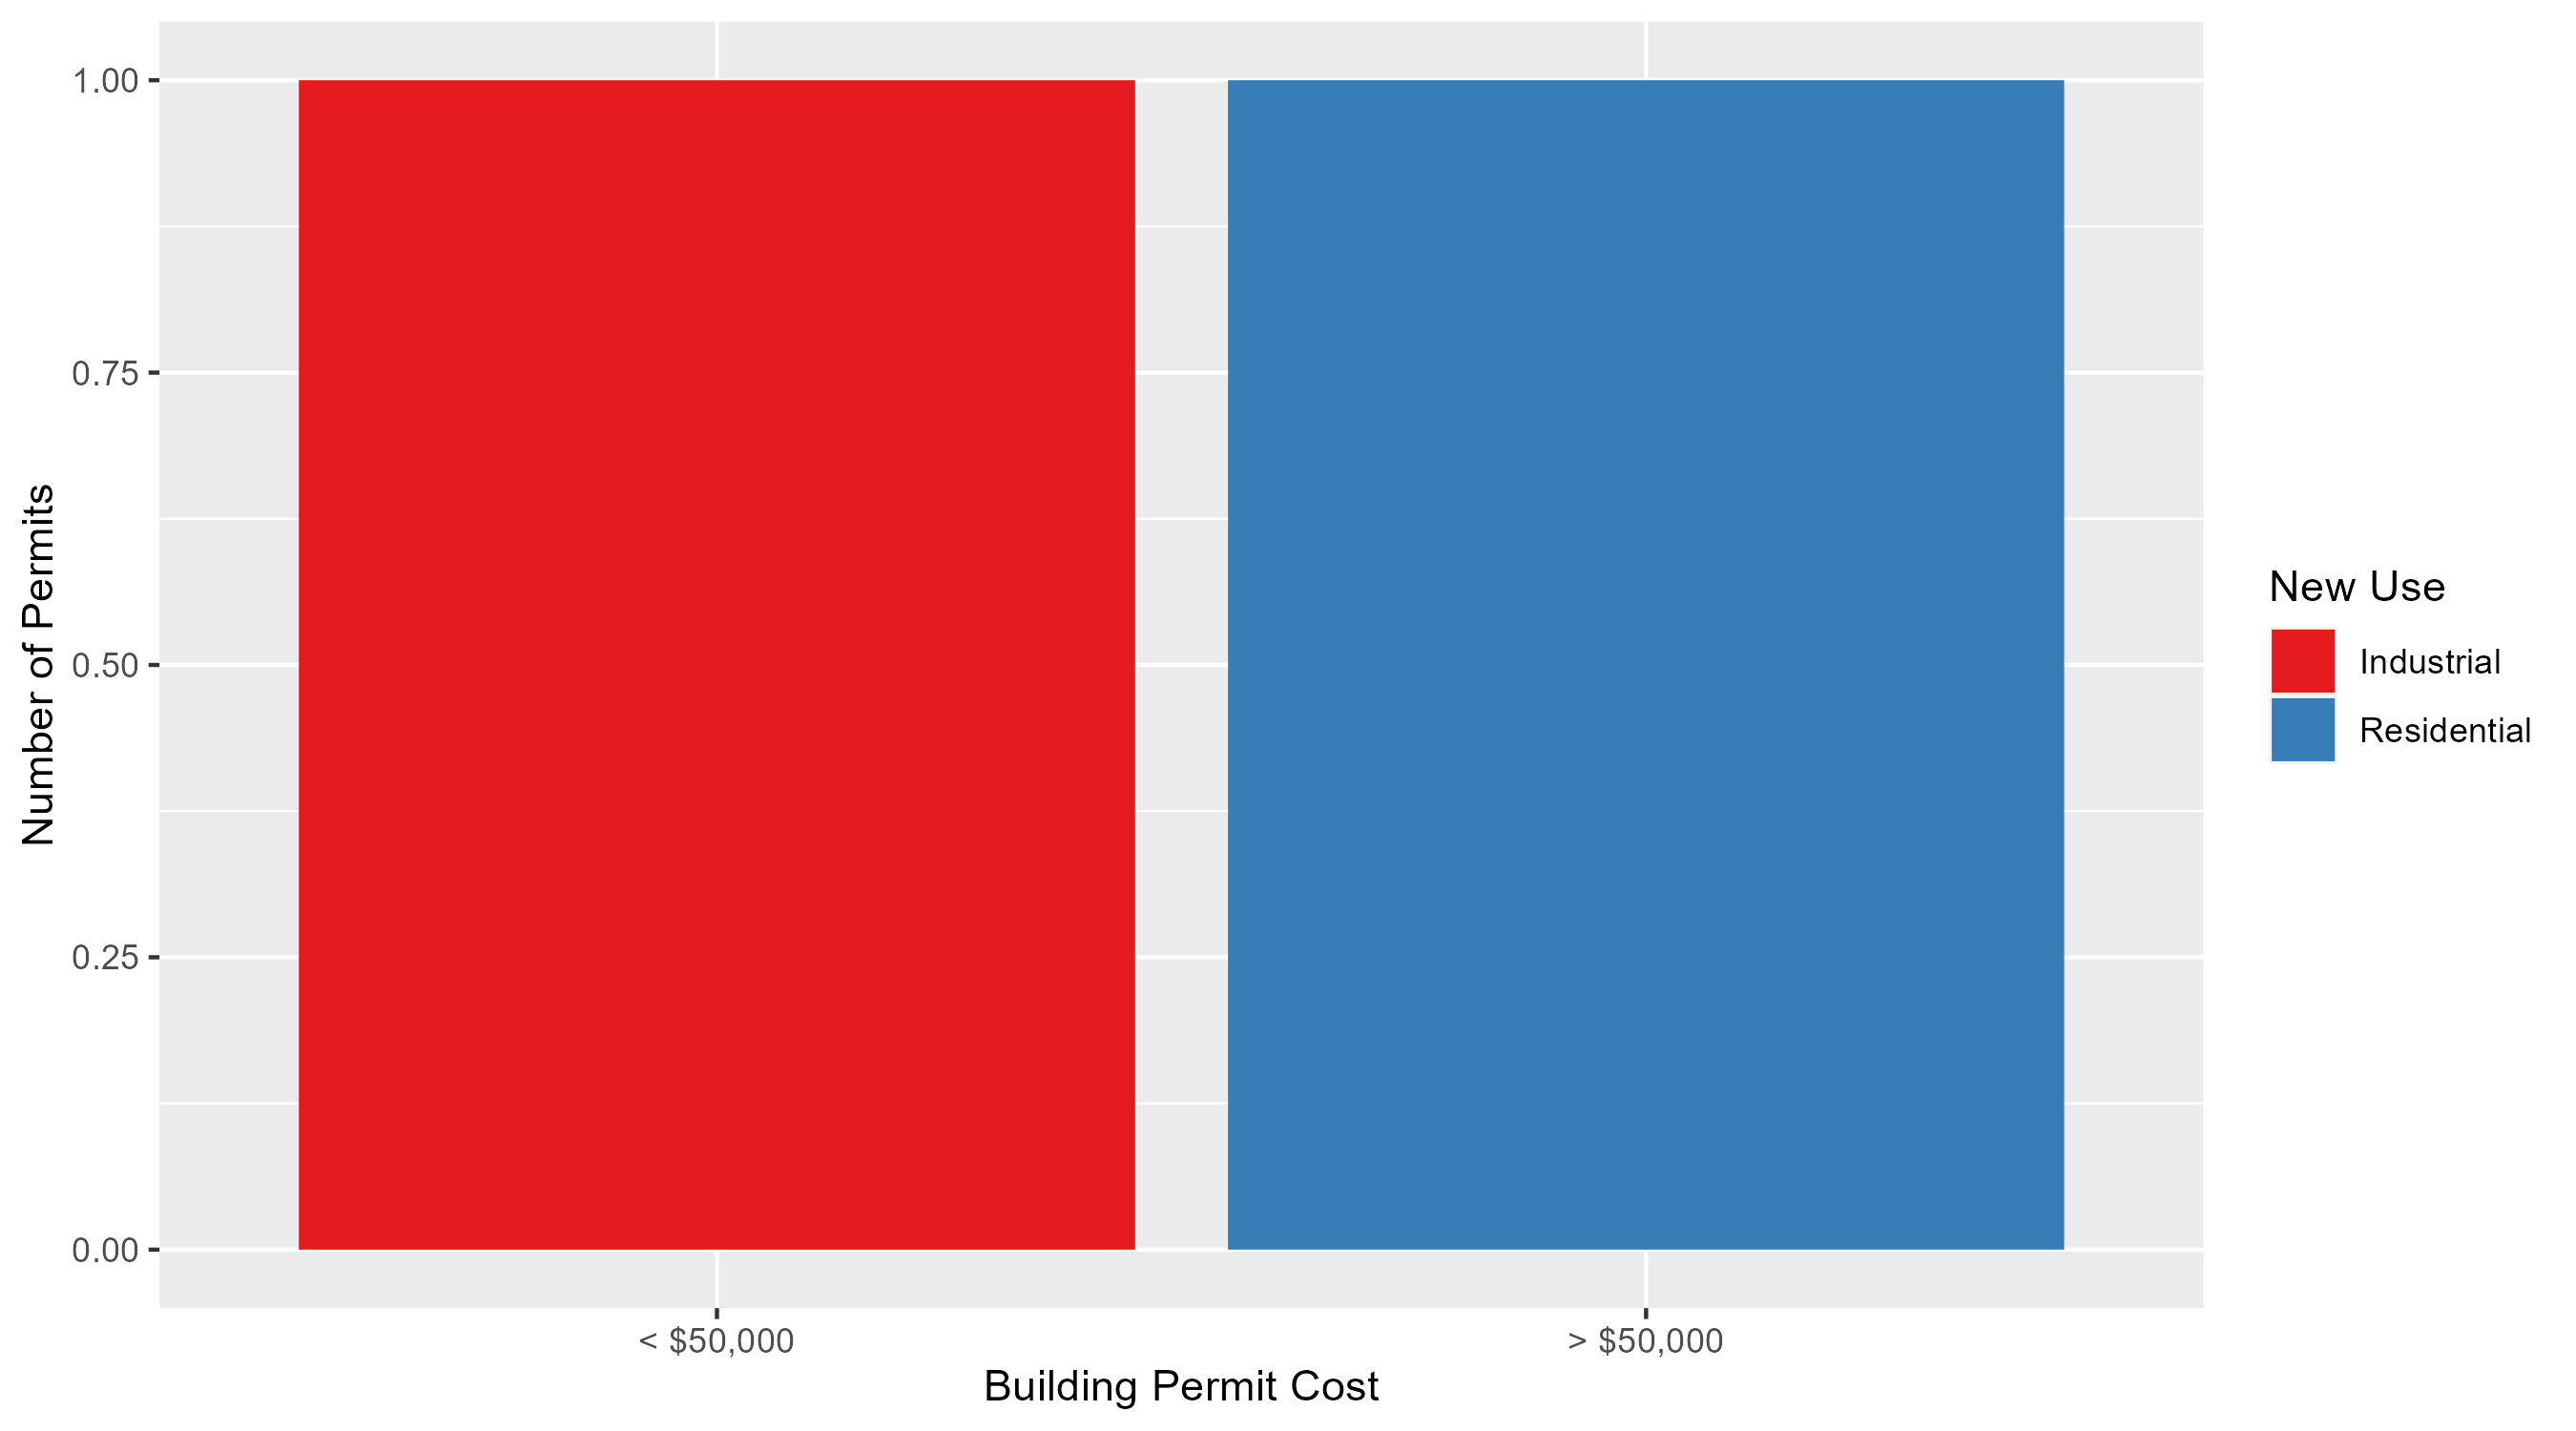 Number of Permits
1.00
0.75
0.50
0.25
0.00
< $50,000
> $50,000
Building Permit Cost
New Use
Industrial
Residential